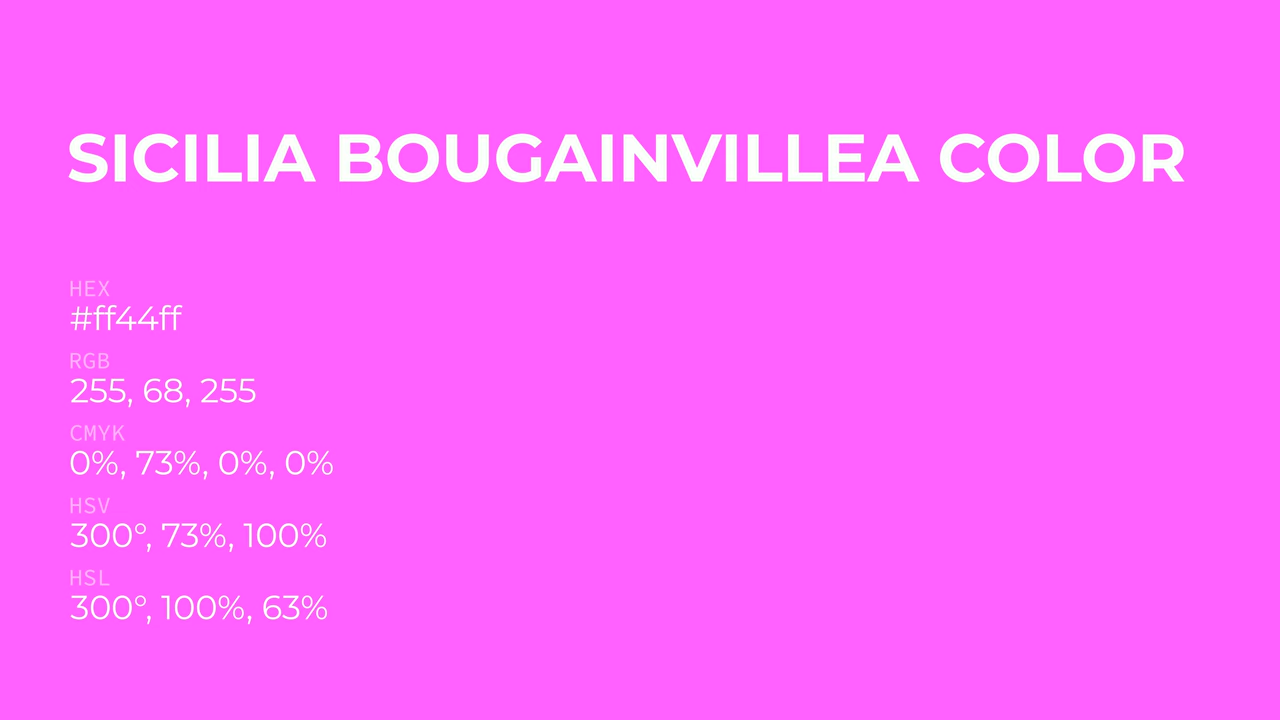 SICILIA BOUGAINVILLEA COLOR
HEX
#ff44ff
RGB
255, 68, 255
CMYK
0%, 73%, 0%, 0%
HSV
300°, 73%, 100%
HSL
300°, 100%, 63%